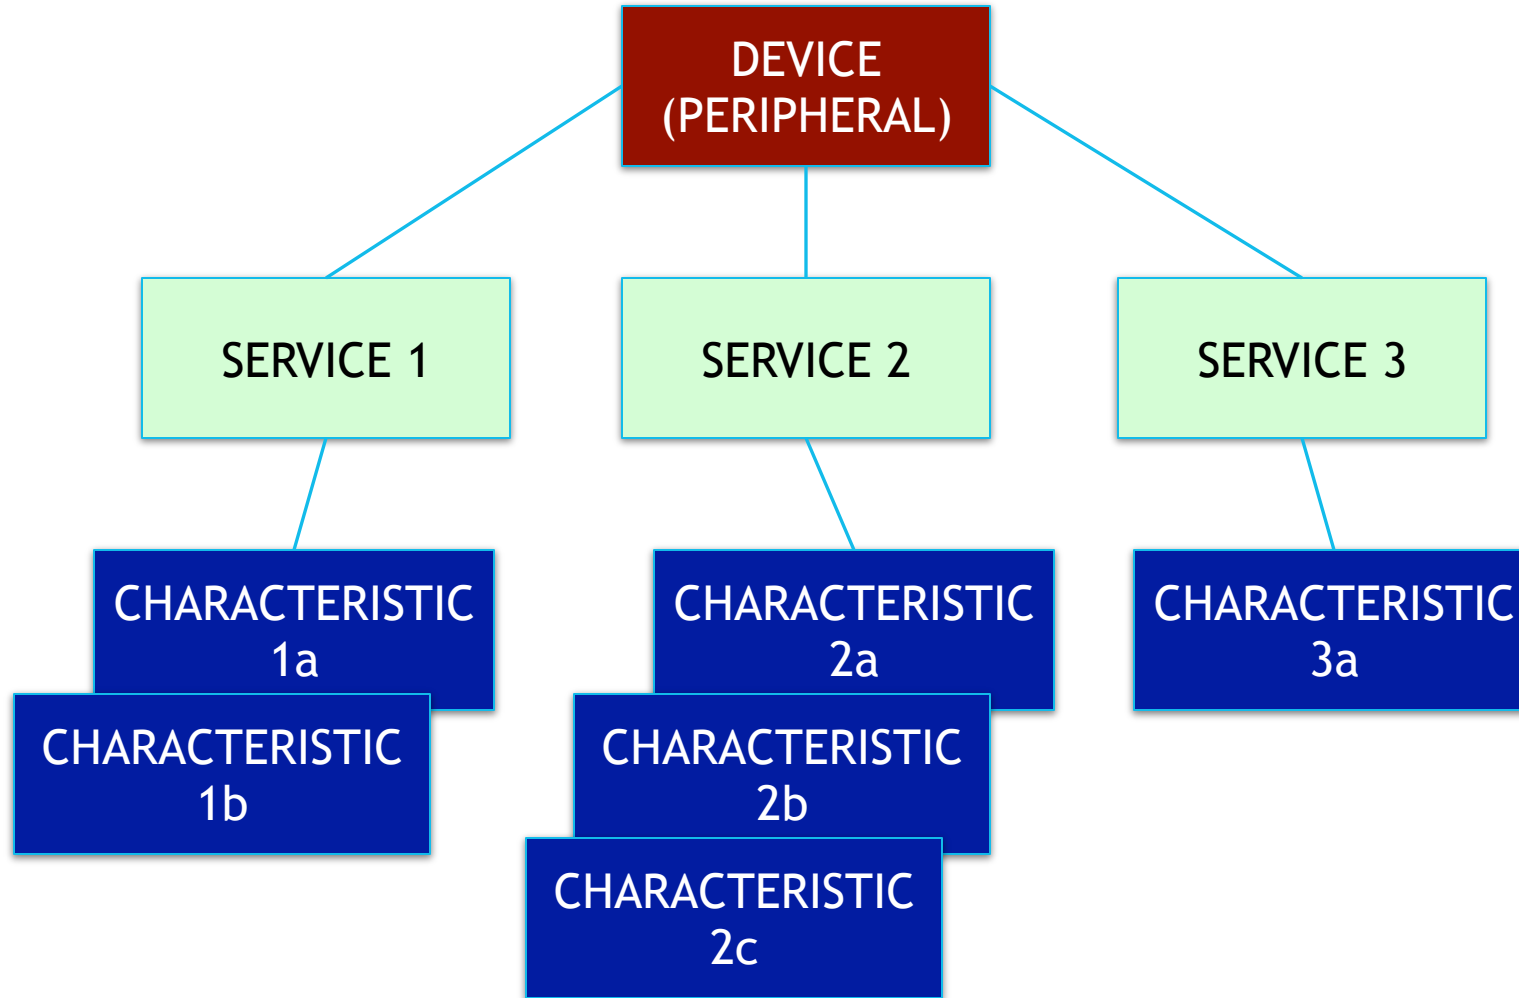 DEVICE
(PERIPHERAL)
SERVICE 1
SERVICE 2
SERVICE 3
CHARACTERISTIC
1a
CHARACTERISTIC
1b
CHARACTERISTIC
2a
CHARACTERISTIC
2b
CHARACTERISTIC
2c
CHARACTERISTIC
3a